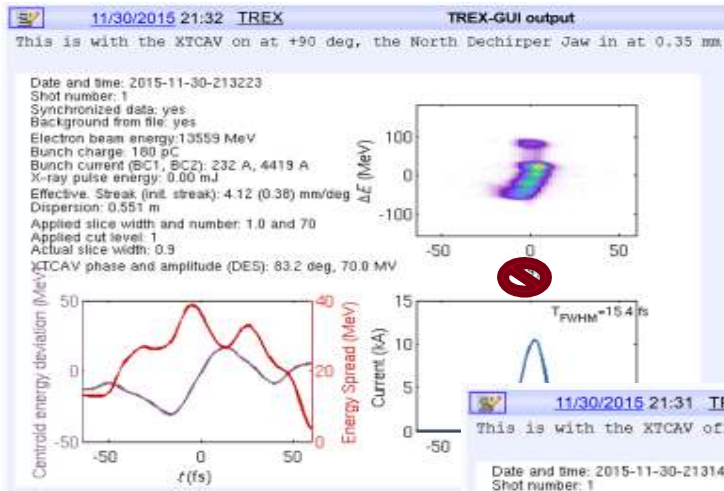 11/30/2015 21:32 TREX TREX-GUI output
This is with the XTCAV on at +90 deg, the North Dechirper Jaw in at 0.35 mm
Date and time: 2015-11-30-213223
Shot number: 1
Synchronized data: yes
Background from file: yes
Electron beam energy:13559 MeV
Bunch charge: 180 pC
Bunch current (BC1, BC2): 232 A, 4419 A
X-ray pulse energy: 0.00 mJ
Effective. Streak (init. streak): 4.12 (0.38) mm/deg
Dispersion: 0.551 m
Applied slice width and number: 1.0 and 70
Applied cut level: 1
Actual slice width: 0.9
XTCAV phase and amplitude (DES): 83.2 deg, 70.0 MV
ΔE (MeV)
100
0
-100
-50 0 50
Centroid energy deviation (MeV)
50
0
-50
40
20
0
Energy Spread (MeV)
-50 0 50
t (fs)
Current (kA)
15
10
5
0
-50
T FWHM=15.4 fs
11/30/2015 21:31
This is with the XTCAV
Date and time:
Shot number: 1